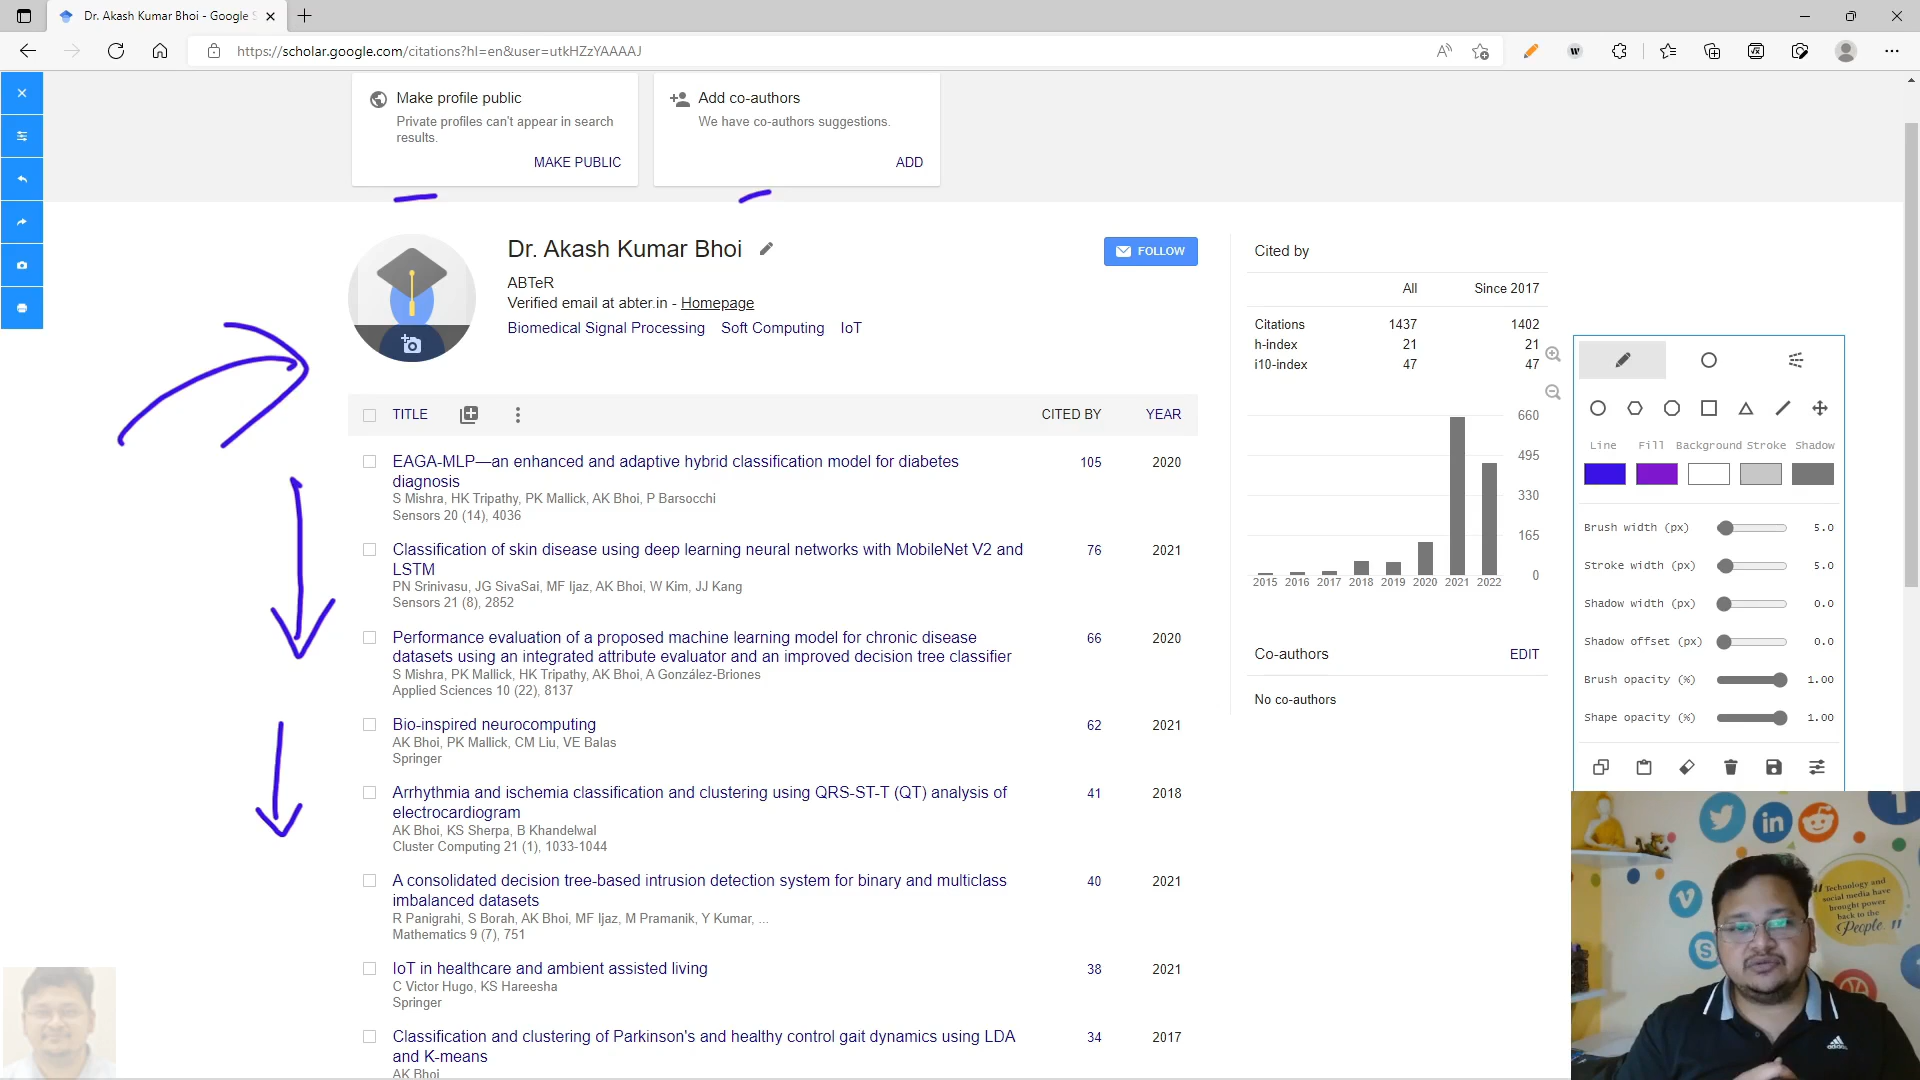 Dr. Akash Kumar Bhoi - Google S
https://scholar.google.com/citations?hl=en&user=utkHZzYAAAAJ
Make profile public
Private profiles can't appear in search
results.
MAKE PUBLIC
Add co-authors
We have co-authors suggestions.
ADD
Dr. Akash Kumar Bhoi
FOLLOW
ABTeR
Verified email at abter.in - Homepage
Biomedical Signal Processing Soft Computing IoT
TITLE CITED BY YEAR
EAGA-MLP—an enhanced and adaptive hybrid classification model for diabetes 105 2020
diagnosis
S Mishra, HK Tripathy, PK Mallick, AK Bhoi, P Barsocchi
Sensors 20 (14), 4036
Classification of skin disease using deep learning neural networks with MobileNet V2 and 76 2021
LSTM
PN Srinivasu, JG SivaSai, MF Ijaz, AK Bhoi, W Kim, JJ Kang
Sensors 21 (8), 2852
Performance evaluation of a proposed machine learning model for chronic disease 66 2020
datasets using an integrated attribute evaluator and an improved decision tree classifier
S Mishra, PK Mallick, HK Tripathy, AK Bhoi, A González-Briones
Applied Sciences 10 (22), 8137
Bio-inspired neurocomputing 62 2021
AK Bhoi, PK Mallick, CM Liu, VE Balas
Springer
Arrhythmia and ischemia classification and clustering using QRS-ST-T (QT) analysis of 41 2018
electrocardiogram
AK Bhoi, KS Sherpa, B Khandelwal
Cluster Computing 21 (1), 1033-1044
A consolidated decision tree-based intrusion detection system for binary and multiclass 40 2021
imbalanced datasets
R Panigrahi, S Borah, AK Bhoi, MF Ijaz, M Pramanik, Y Kumar, ...
Mathematics 9 (7), 751
IoT in healthcare and ambient assisted living 38 2021
C Victor Hugo, KS Hareesha
Springer
Classification and clustering of Parkinson's and healthy control gait dynamics using LDA 34 2017
and K-means
AK Bhoi
Cited by
All Since 2017
Citations 1437 1402
h-index 21 21
i10-index 47 47
660
495
330
165
0
2015 2016 2017 2018 2019 2020 2021 2022
Co-authors EDIT
No co-authors
Line Fill Background Stroke Shadow
Brush width (px) 5.0
Stroke width (px) 5.0
Shadow width (px) 0.0
Shadow offset (px) 0.0
Brush opacity (%) 1.00
Shape opacity (%) 1.00
Technology and
social media have
brought power
back to the
People.
adidas